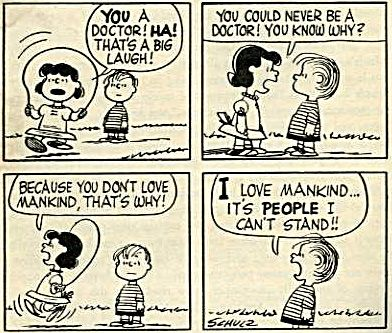 YOU A
DOCTOR! HA!
THAT'S A BIG
LAUGH!
YOU COULD NEVER BE A
DOCTOR! YOU KNOW WHY?
BECAUSE YOU DON'T LOVE
MANKIND, THAT'S WHY!
I LOVE MANKIND...
IT'S PEOPLE I
CAN'T STAND!!
SCHULZ